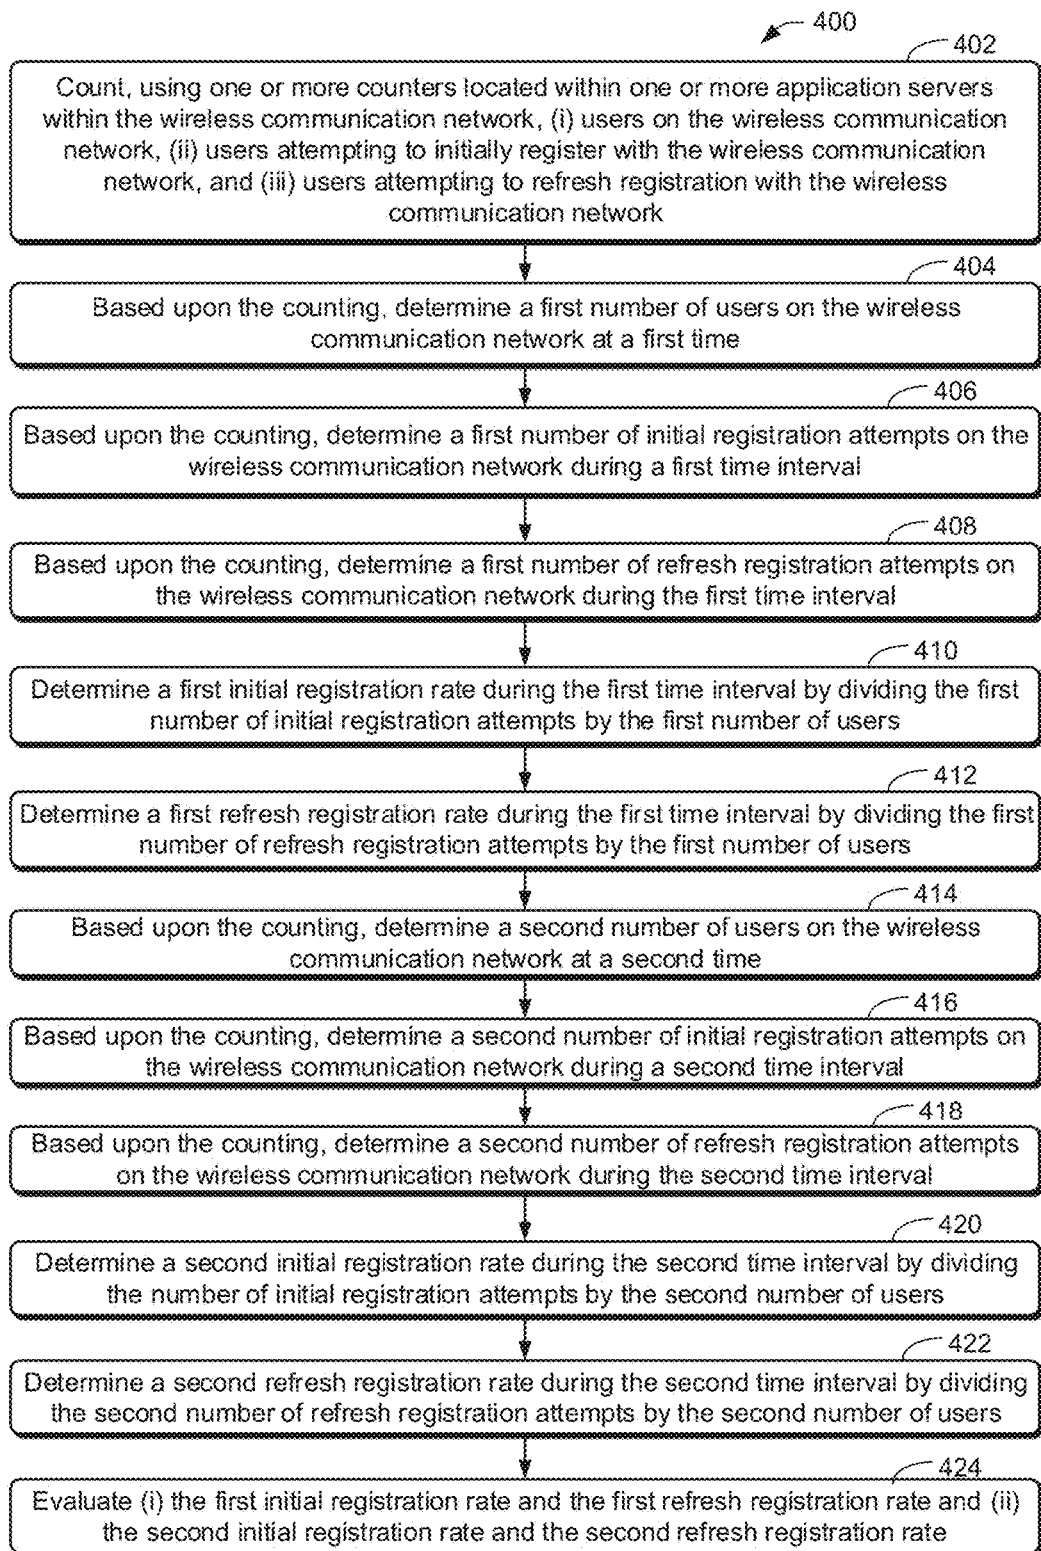 400
402
Count, using one or more counters located within one or more application servers
within the wireless communication network, (i) users on the wireless communication
network, (ii) users attempting to initially register with the wireless communication
network, and (iii) users attempting to refresh registration with the wireless
communication network
404
Based upon the counting, determine a first number of users on the wireless
communication network at a first time
406
Based upon the counting, determine a first number of initial registration attempts on the
wireless communication network during a first time interval
408
Based upon the counting, determine a first number of refresh registration attempts on
the wireless communication network during the first time interval
410
Determine a first initial registration rate during the first time interval by dividing the first
number of initial registration attempts by the first number of users
412
Determine a first refresh registration rate during the first time interval by dividing the first
number of refresh registration attempts by the first number of users
414
Based upon the counting, determine a second number of users on the wireless
communication network at a second time
416
Based upon the counting, determine a second number of initial registration attempts on
the wireless communication network during a second time interval
418
Based upon the counting, determine a second number of refresh registration attempts
on the wireless communication network during the second time interval
420
Determine a second initial registration rate during the second time interval by dividing
the number of initial registration attempts by the second number of users
422
Determine a second refresh registration rate during the second time interval by dividing
the second number of refresh registration attempts by the second number of users
424
Evaluate (i) the first initial registration rate and the first refresh registration rate and (ii)
the second initial registration rate and the second refresh registration rate